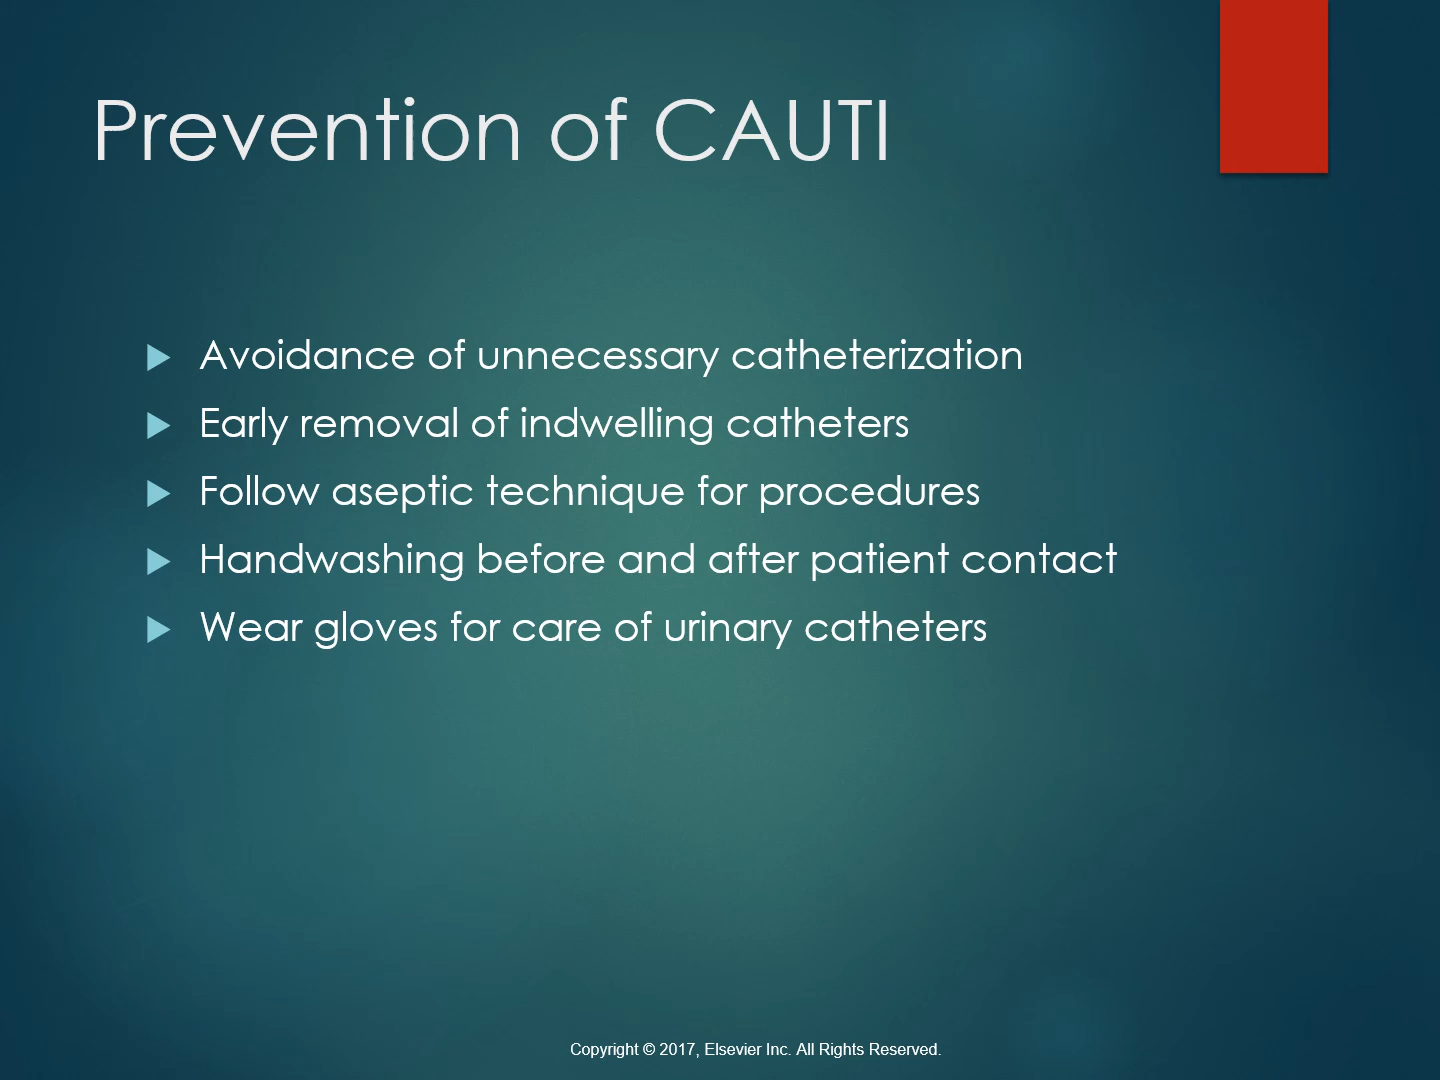 Prevention of CAUTI
Avoidance of unnecessary catheterization
Early removal of indwelling catheters
Follow aseptic technique for procedures
Handwashing before and after patient contact
Wear gloves for care of urinary catheters
Copyright © 2017, Elsevier Inc. All Rights Reserved.